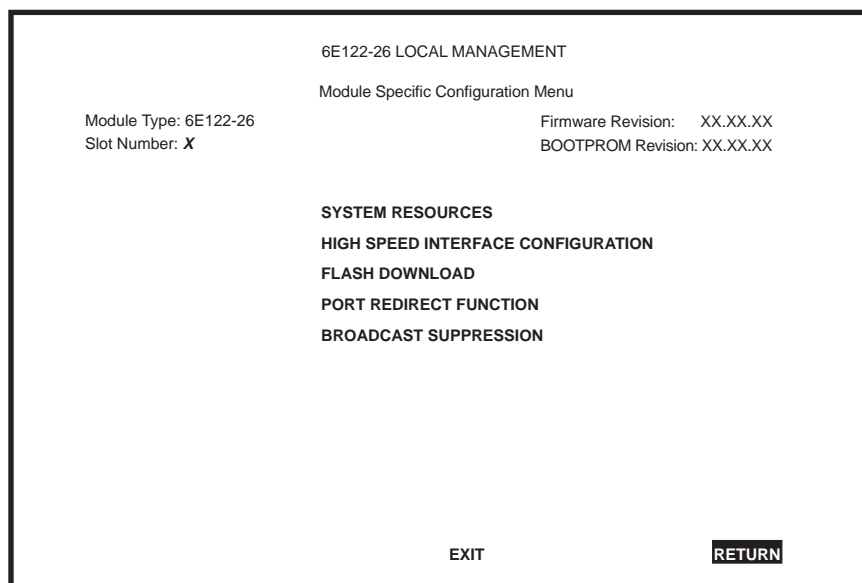 6E122-26 LOCAL MANAGEMENT
Module Specific Configuration Menu
Module Type: 6E122-26 Firmware Revision: XX.XX.XX
Slot Number: X BOOTPROM Revision: XX.XX.XX
SYSTEM RESOURCES
HIGH SPEED INTERFACE CONFIGURATION
FLASH DOWNLOAD
PORT REDIRECT FUNCTION
BROADCAST SUPPRESSION
EXIT RETURN